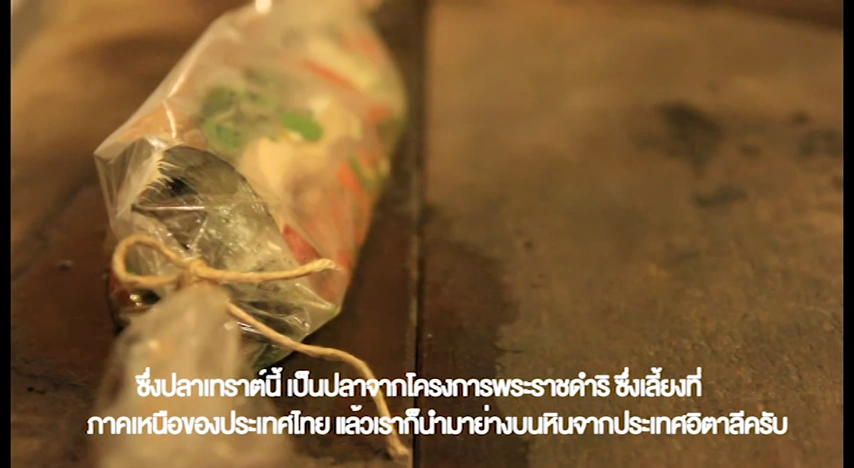 ซึ่งปลาเทราต์นี้ เป็นปลาจากโครงการพระราชดำริ ซึ่งเลี้ยงที่
ภาคเหนือของประเทศไทย แล้วเราก็นำมาย่างบนหินจากประเทศอิตาลีครับ